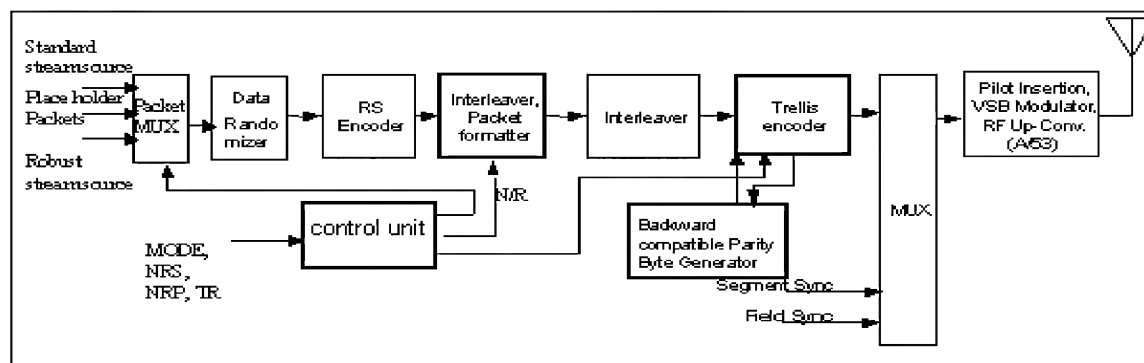 Standard
streamsource
Place holder
Packets
Robust
streamsource
Packet
MUX
Data
Rando
mizer
RS
Encoder
Interleaver,
Packet
formatter
Interleaver
Trellis
encoder
MUX
Pilot Insertion,
VSB Modulator,
RF Up-Conv.
(A/53)
N/R
control unit
MODE,
NRS,
NRP, TR
Backward
compatible Parity
Byte Generator
Segment Sync
Field Sync